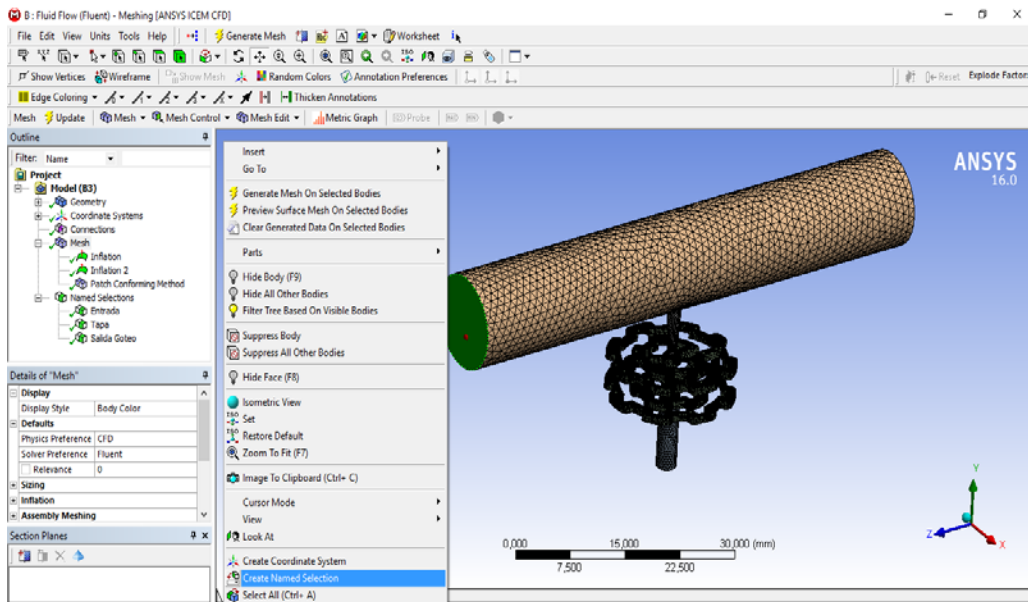 B : Fluid Flow (Fluent) - Meshing [ANSYS ICEM CFD]
File Edit View Units Tools Help Generate Mesh Worksheet
Show Vertices Wireframe Show Mesh Random Colors Annotation Preferences Reset Explode Factor:
Edge Coloring Thicken Annotations
Mesh Update Mesh Mesh Control Mesh Edit Metric Graph Probe
Outline
Filter: Name
Project
Model (B3)
Geometry
Coordinate Systems
Connections
Mesh
Inflation
Inflation 2
Patch Conforming Method
Named Selections
Entrada
Tapa
Salida Goteo
Details of "Mesh"
Display
Display Style Body Color
Defaults
Physics Preference CFD
Solver Preference Fluent
Relevance 0
Sizing
Inflation
Assembly Meshing
Section Planes
Insert
Go To
Generate Mesh On Selected Bodies
Preview Surface Mesh On Selected Bodies
Clear Generated Data On Selected Bodies
Parts
Hide Body (F9)
Hide All Other Bodies
Filter Tree Based On Visible Bodies
Suppress Body
Suppress All Other Bodies
Hide Face (F8)
Isometric View
Set
Restore Default
Zoom To Fit (F7)
Image To Clipboard (Ctrl+ C)
Cursor Mode
View
Look At
Create Coordinate System
Create Named Selection
Select All (Ctrl+ A)
ANSYS
16.0
0,000 15,000 30,000 (mm)
7,500 22,500
Y
Z
X